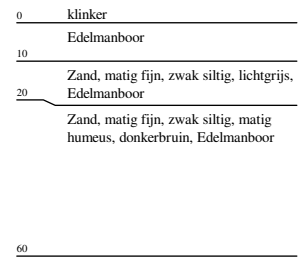 0 klinker
Edelmanboor
10
Zand, matig fijn, zwak siltig, lichtgrijs,
20 Edelmanboor
Zand, matig fijn, zwak siltig, matig
humeus, donkerbruin, Edelmanboor
60